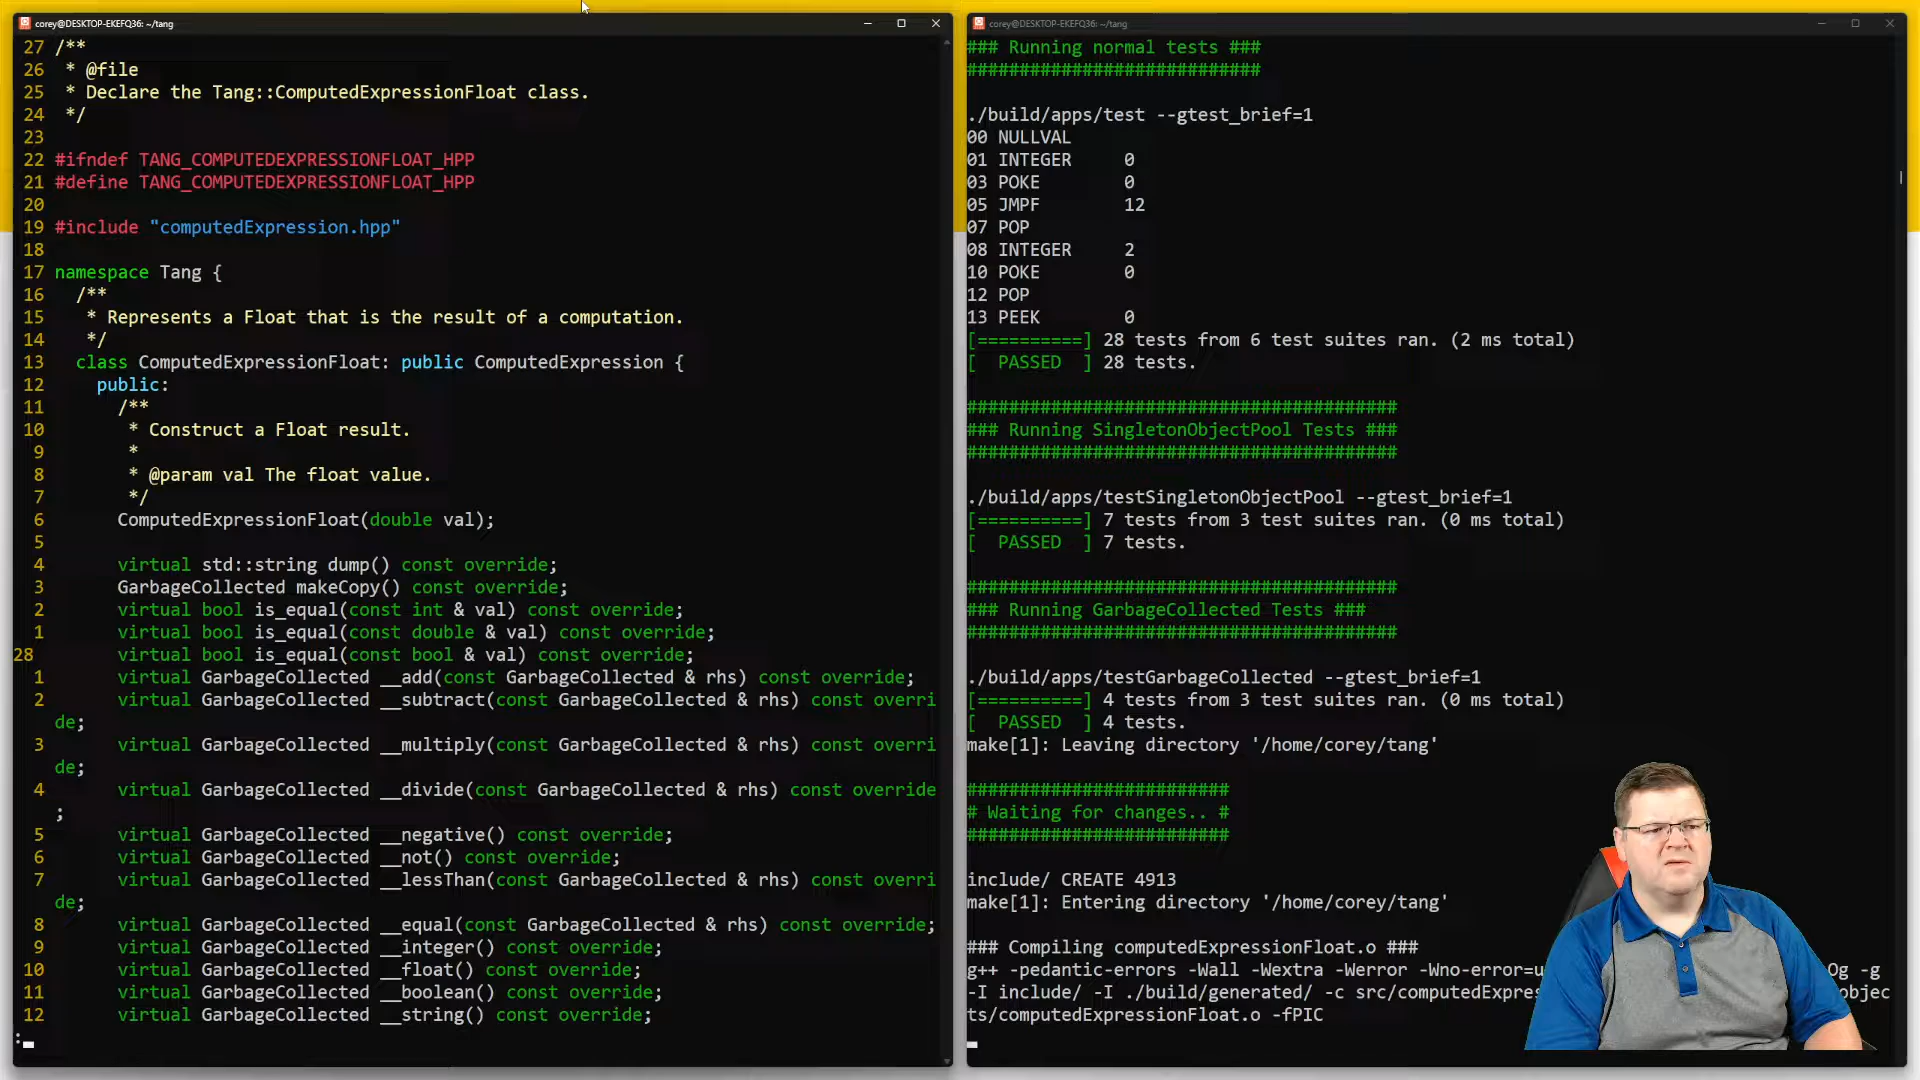 corey@DESKTOP-EKEFQ36: ~/tang
27 /**
26 * @file
25 * Declare the Tang::ComputedExpressionFloat class.
24 */
23
22 #ifndef TANG_COMPUTEDEXPRESSIONFLOAT_HPP
21 #define TANG_COMPUTEDEXPRESSIONFLOAT_HPP
20
19 #include "computedExpression.hpp"
18
17 namespace Tang {
16 /**
15 * Represents a Float that is the result of a computation.
14 */
13 class ComputedExpressionFloat: public ComputedExpression {
12 public:
11 /**
10 * Construct a Float result.
9 *
8 * @param val The float value.
7 */
6 ComputedExpressionFloat(double val);
5
4 virtual std::string dump() const override;
3 GarbageCollected makeCopy() const override;
2 virtual bool is_equal(const int & val) const override;
1 virtual bool is_equal(const double & val) const override;
28 virtual bool is_equal(const bool & val) const override;
1 virtual GarbageCollected __add(const GarbageCollected & rhs) const override;
2 virtual GarbageCollected __subtract(const GarbageCollected & rhs) const overri
de;
3 virtual GarbageCollected __multiply(const GarbageCollected & rhs) const overri
de;
4 virtual GarbageCollected __divide(const GarbageCollected & rhs) const override
;
5 virtual GarbageCollected __negative() const override;
6 virtual GarbageCollected __not() const override;
7 virtual GarbageCollected __lessThan(const GarbageCollected & rhs) const overri
de;
8 virtual GarbageCollected __equal(const GarbageCollected & rhs) const override;
9 virtual GarbageCollected __integer() const override;
10 virtual GarbageCollected __float() const override;
11 virtual GarbageCollected __boolean() const override;
12 virtual GarbageCollected __string() const override;
:
corey@DESKTOP-EKEFQ36: ~/tang
### Running normal tests ###
############################
./build/apps/test --gtest_brief=1
00 NULLVAL
01 INTEGER 0
03 POKE 0
05 JMPF 12
07 POP
08 INTEGER 2
10 POKE 0
12 POP
13 PEEK 0
[==========] 28 tests from 6 test suites ran. (2 ms total)
[ PASSED ] 28 tests.
#########################################
### Running SingletonObjectPool Tests ###
#########################################
./build/apps/testSingletonObjectPool --gtest_brief=1
[==========] 7 tests from 3 test suites ran. (0 ms total)
[ PASSED ] 7 tests.
#########################################
### Running GarbageCollected Tests ###
#########################################
./build/apps/testGarbageCollected --gtest_brief=1
[==========] 4 tests from 3 test suites ran. (0 ms total)
[ PASSED ] 4 tests.
make[1]: Leaving directory '/home/corey/tang'
#########################
# Waiting for changes.. #
#########################
include/ CREATE 4913
make[1]: Entering directory '/home/corey/tang'
### Compiling computedExpressionFloat.o ###
g++ -pedantic-errors -Wall -Wextra -Werror -Wno-error=u Og -g
-I include/ -I ./build/generated/ -c src/computedExpres objec
ts/computedExpressionFloat.o -fPIC